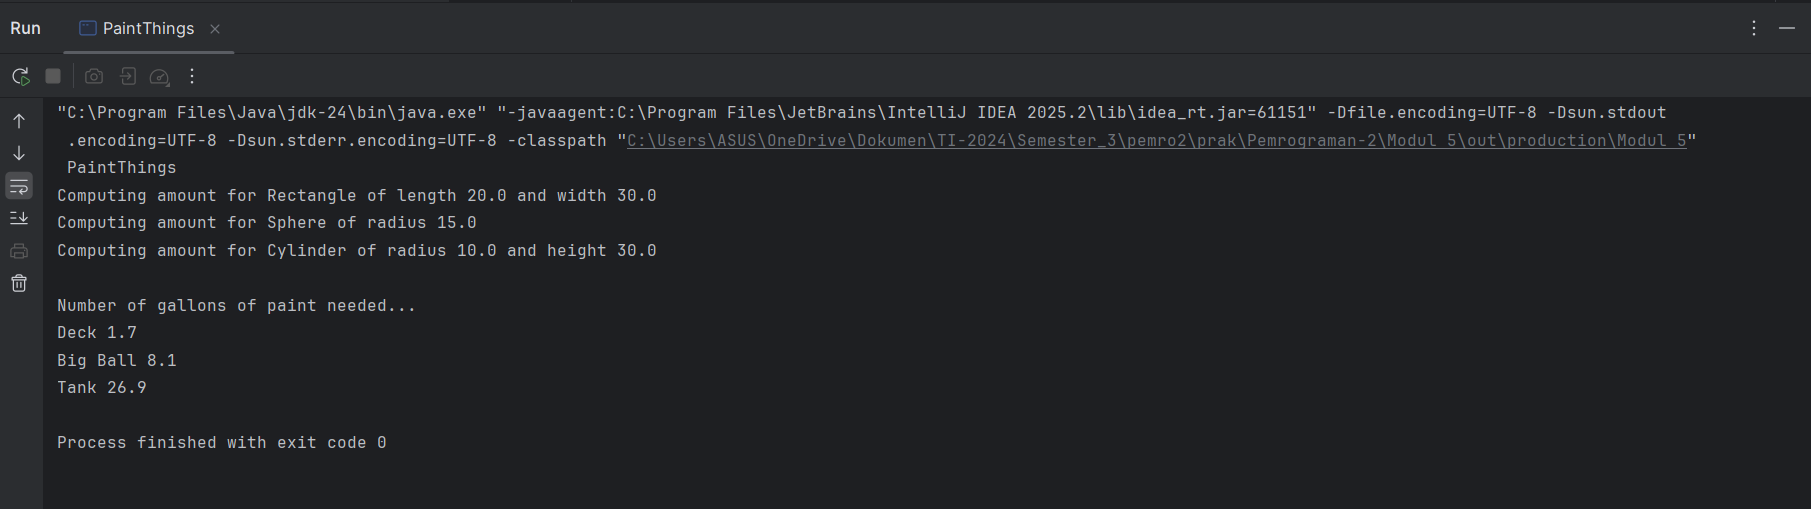 Run
PaintThings
"C:\Program Files\Java\jdk-24\bin\java.exe" "-javaagent:C:\Program Files\JetBrains\IntelliJ IDEA 2025.2\lib\idea_rt.jar=61151" -Dfile.encoding=UTF-8 -Dsun.stdout
.encoding=UTF-8 -Dsun.stderr.encoding=UTF-8 -classpath "C:\Users\ASUS\OneDrive\Dokumen\TI-2024\Semester_3\pemro2\prak\Pemrograman-2\Modul 5\out\production\Modul 5"
PaintThings
Computing amount for Rectangle of length 20.0 and width 30.0
Computing amount for Sphere of radius 15.0
Computing amount for Cylinder of radius 10.0 and height 30.0
Number of gallons of paint needed...
Deck 1.7
Big Ball 8.1
Tank 26.9
Process finished with exit code 0